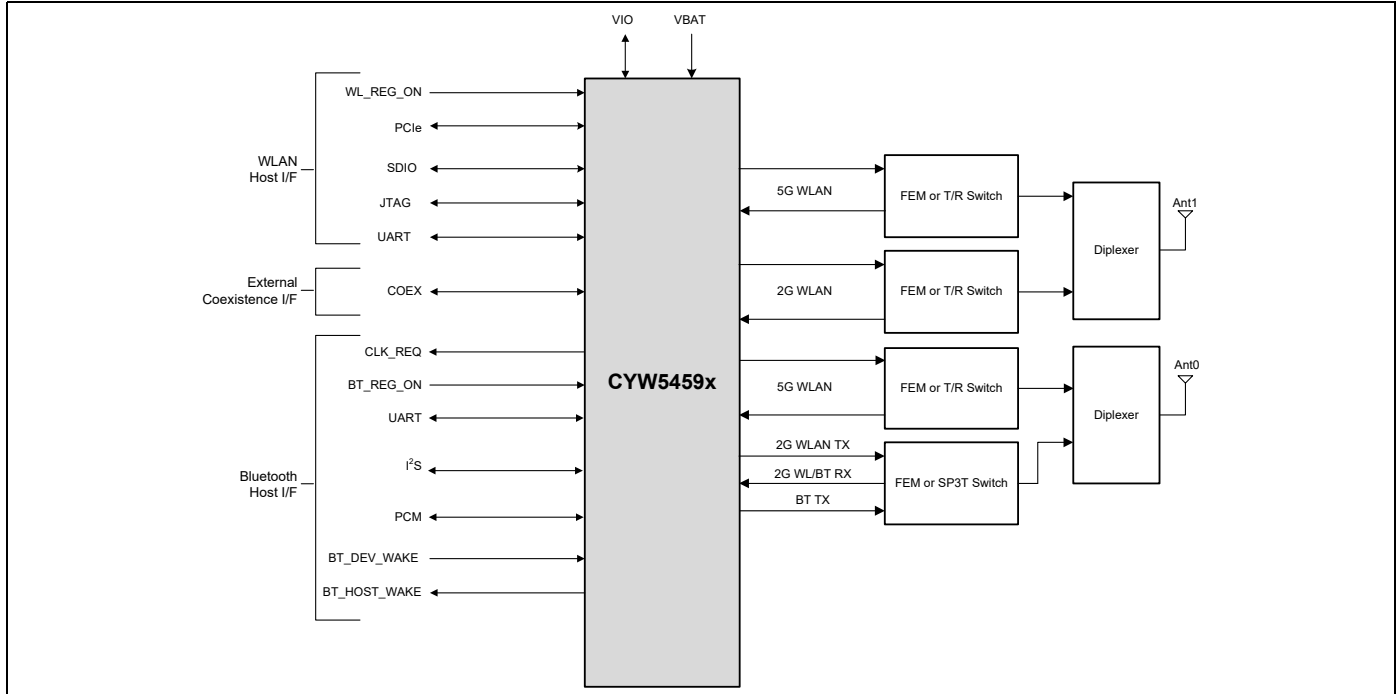 VIO
VBAT
WLAN
Host I/F
WL_REG_ON
PCIe
SDIO
JTAG
UART
External
Coexistence I/F
COEX
Bluetooth
Host I/F
CLK_REQ
BT_REG_ON
UART
I²S
PCM
BT_DEV_WAKE
BT_HOST_WAKE
CYW5459x
5G WLAN
FEM or T/R Switch
2G WLAN
FEM or T/R Switch
Diplexer
Ant1
5G WLAN
FEM or T/R Switch
2G WLAN TX
2G WL/BT RX
BT TX
FEM or SP3T Switch
Diplexer
Ant0